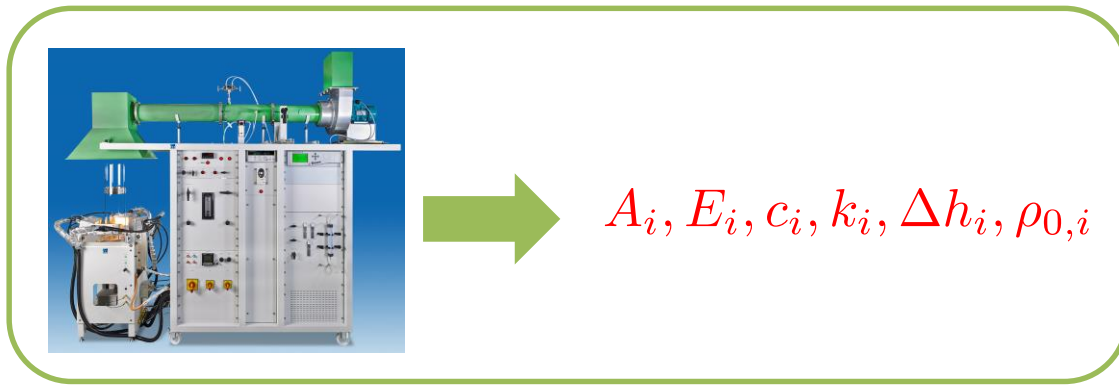 A_i, E_i, c_i, k_i, Δh_i, ρ_{0,i}